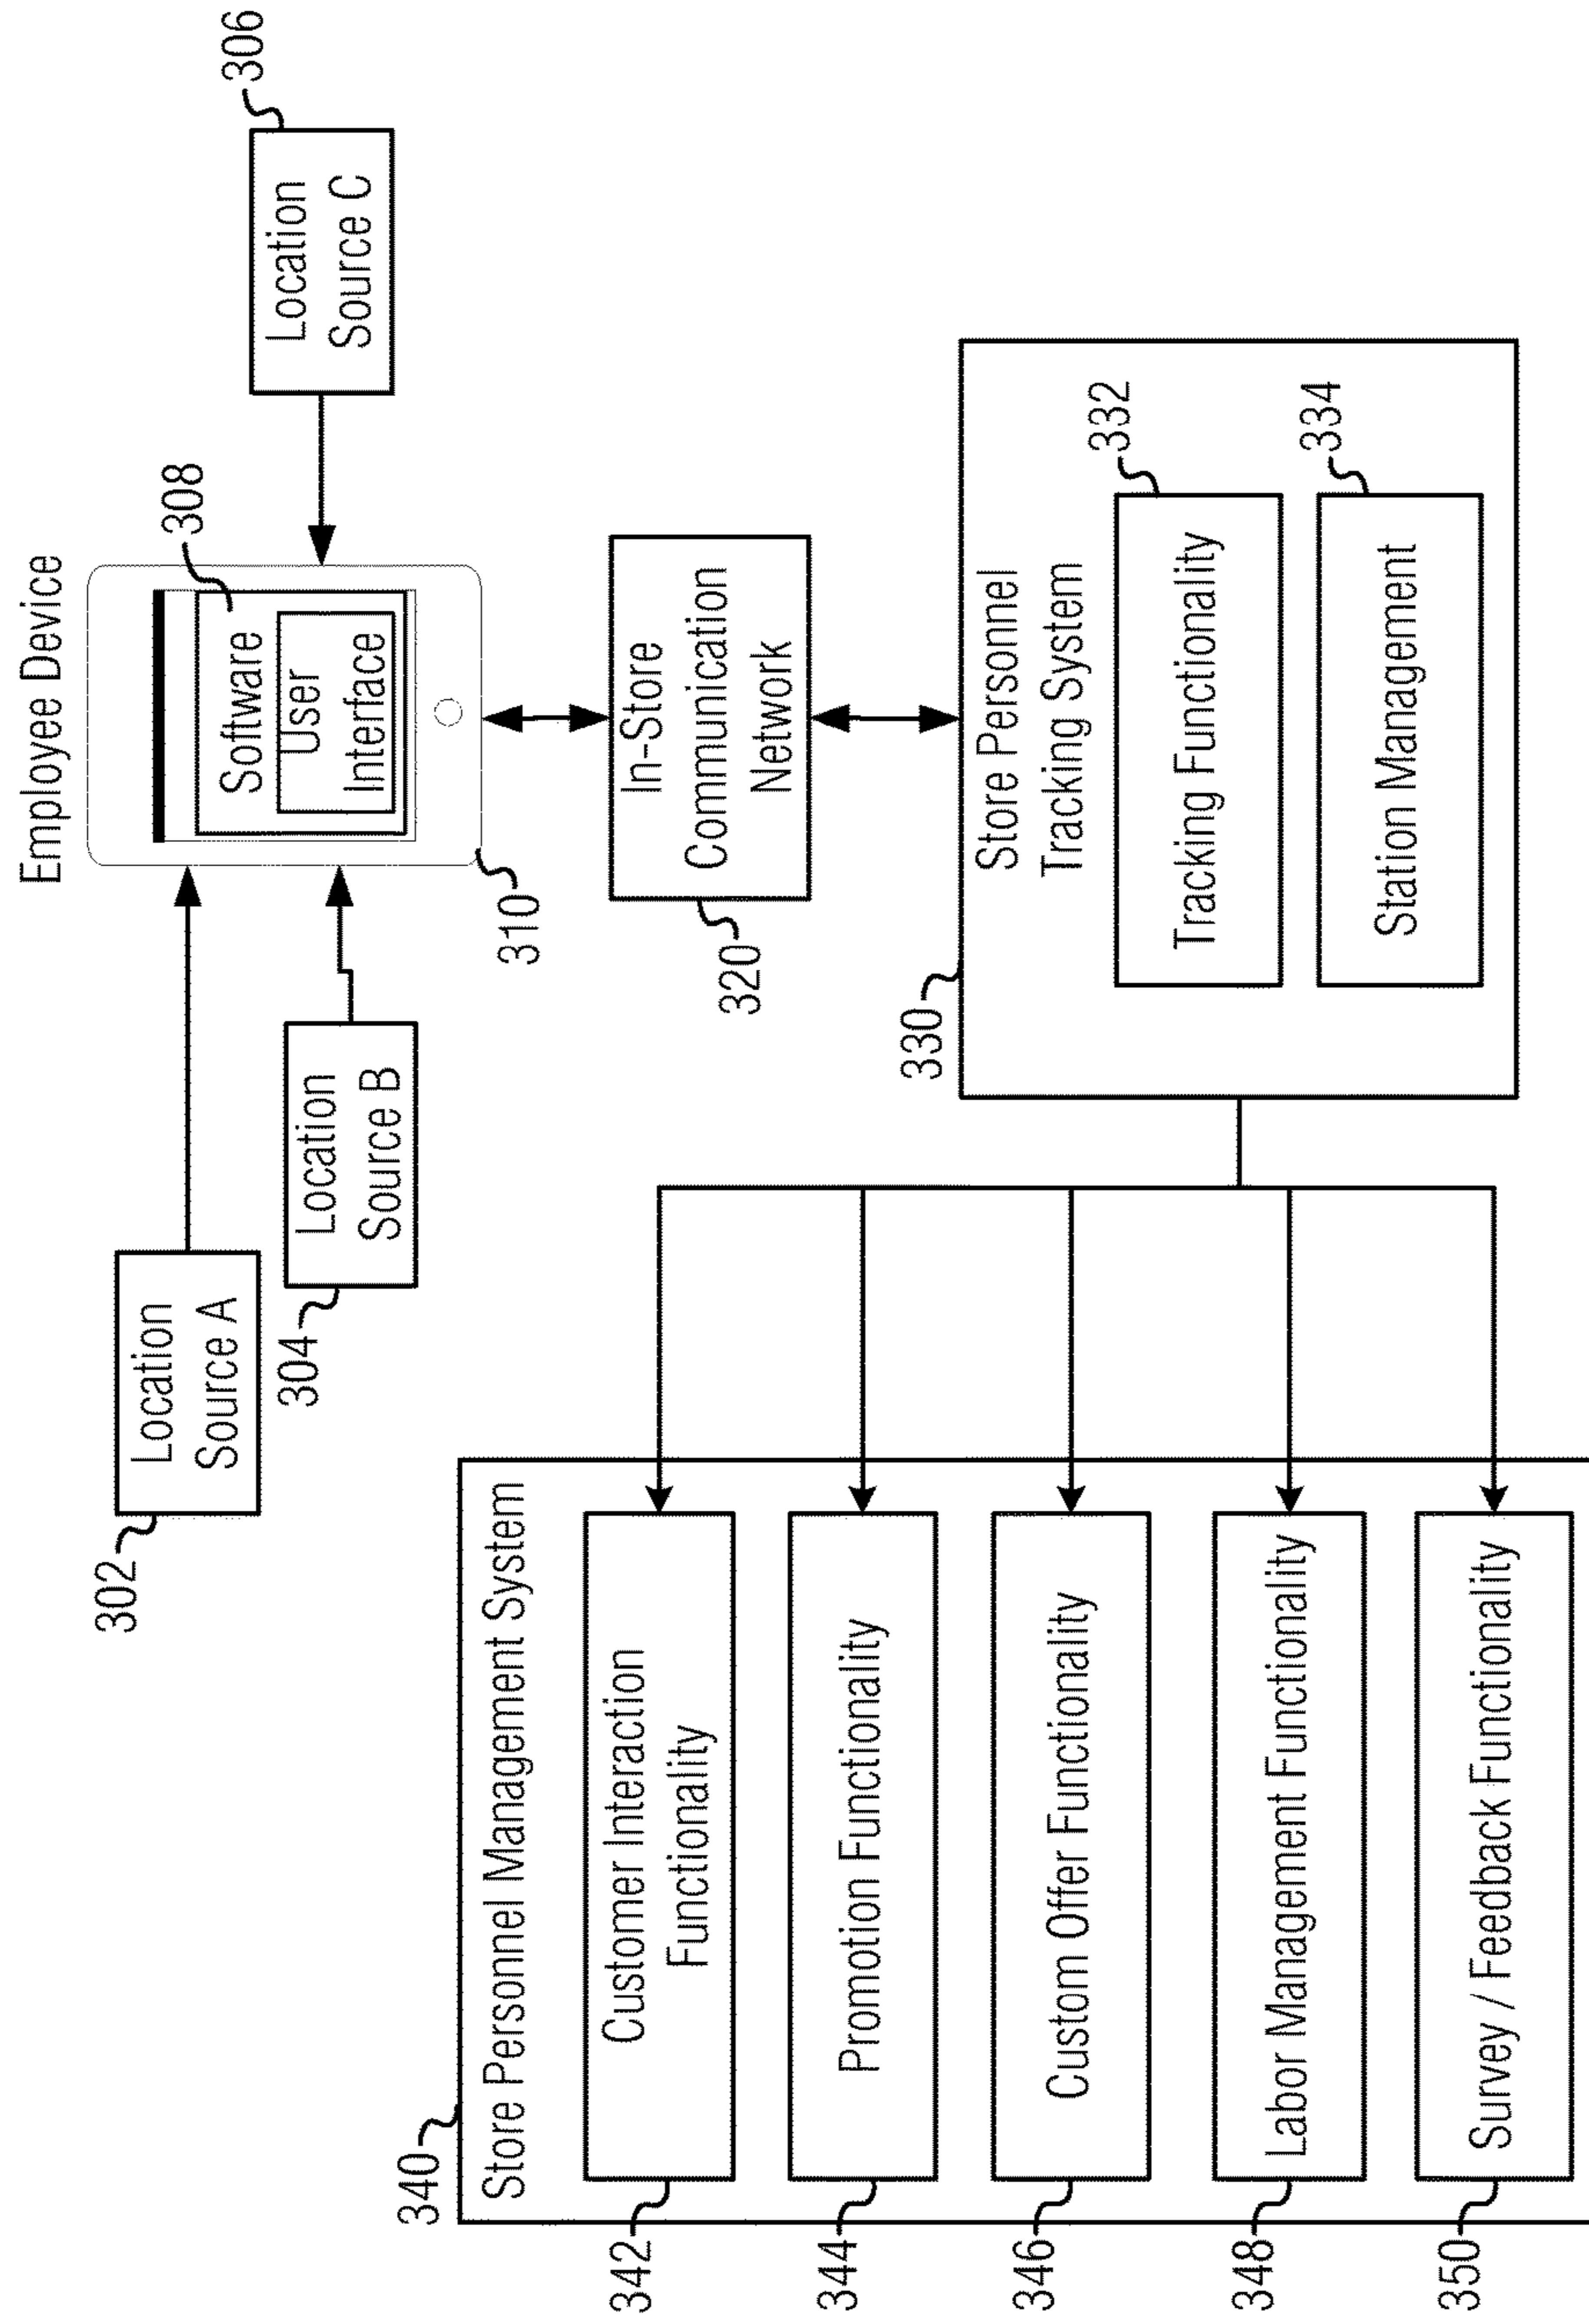 Employee Device
302
Location
Source A
304
Location
Source B
308
Software
User
Interface
310
306
Location
Source C
320
In-Store
Communication
Network
330
Store Personnel
Tracking System
332
Tracking Functionality
334
Station Management
340
Store Personnel Management System
342
Customer Interaction
Functionality
344
Promotion Functionality
346
Custom Offer Functionality
348
Labor Management Functionality
350
Survey / Feedback Functionality